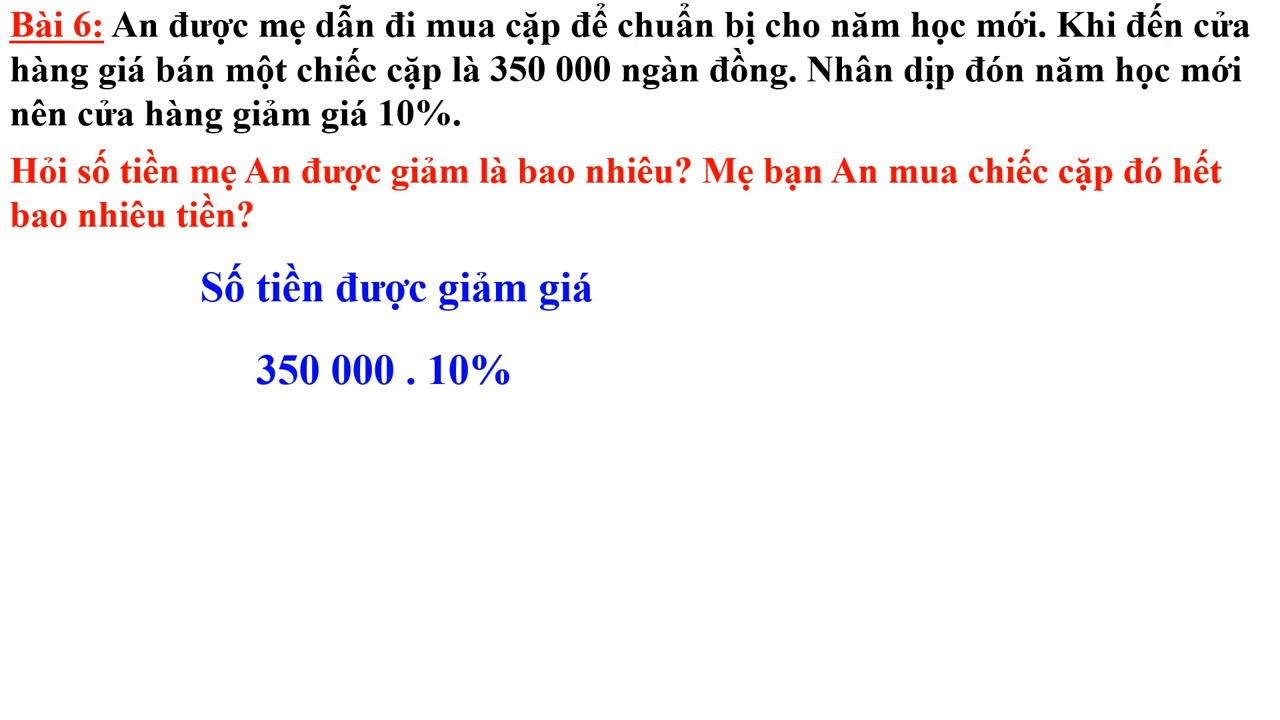 Bài 6: An được mẹ dẫn đi mua cặp để chuẩn bị cho năm học mới. Khi đến cửa
hàng giá bán một chiếc cặp là 350 000 ngàn đồng. Nhân dịp đón năm học mới
nên cửa hàng giảm giá 10%.
Hỏi số tiền mẹ An được giảm là bao nhiêu? Mẹ bạn An mua chiếc cặp đó hết
bao nhiêu tiền?
Số tiền được giảm giá
350 000 . 10%